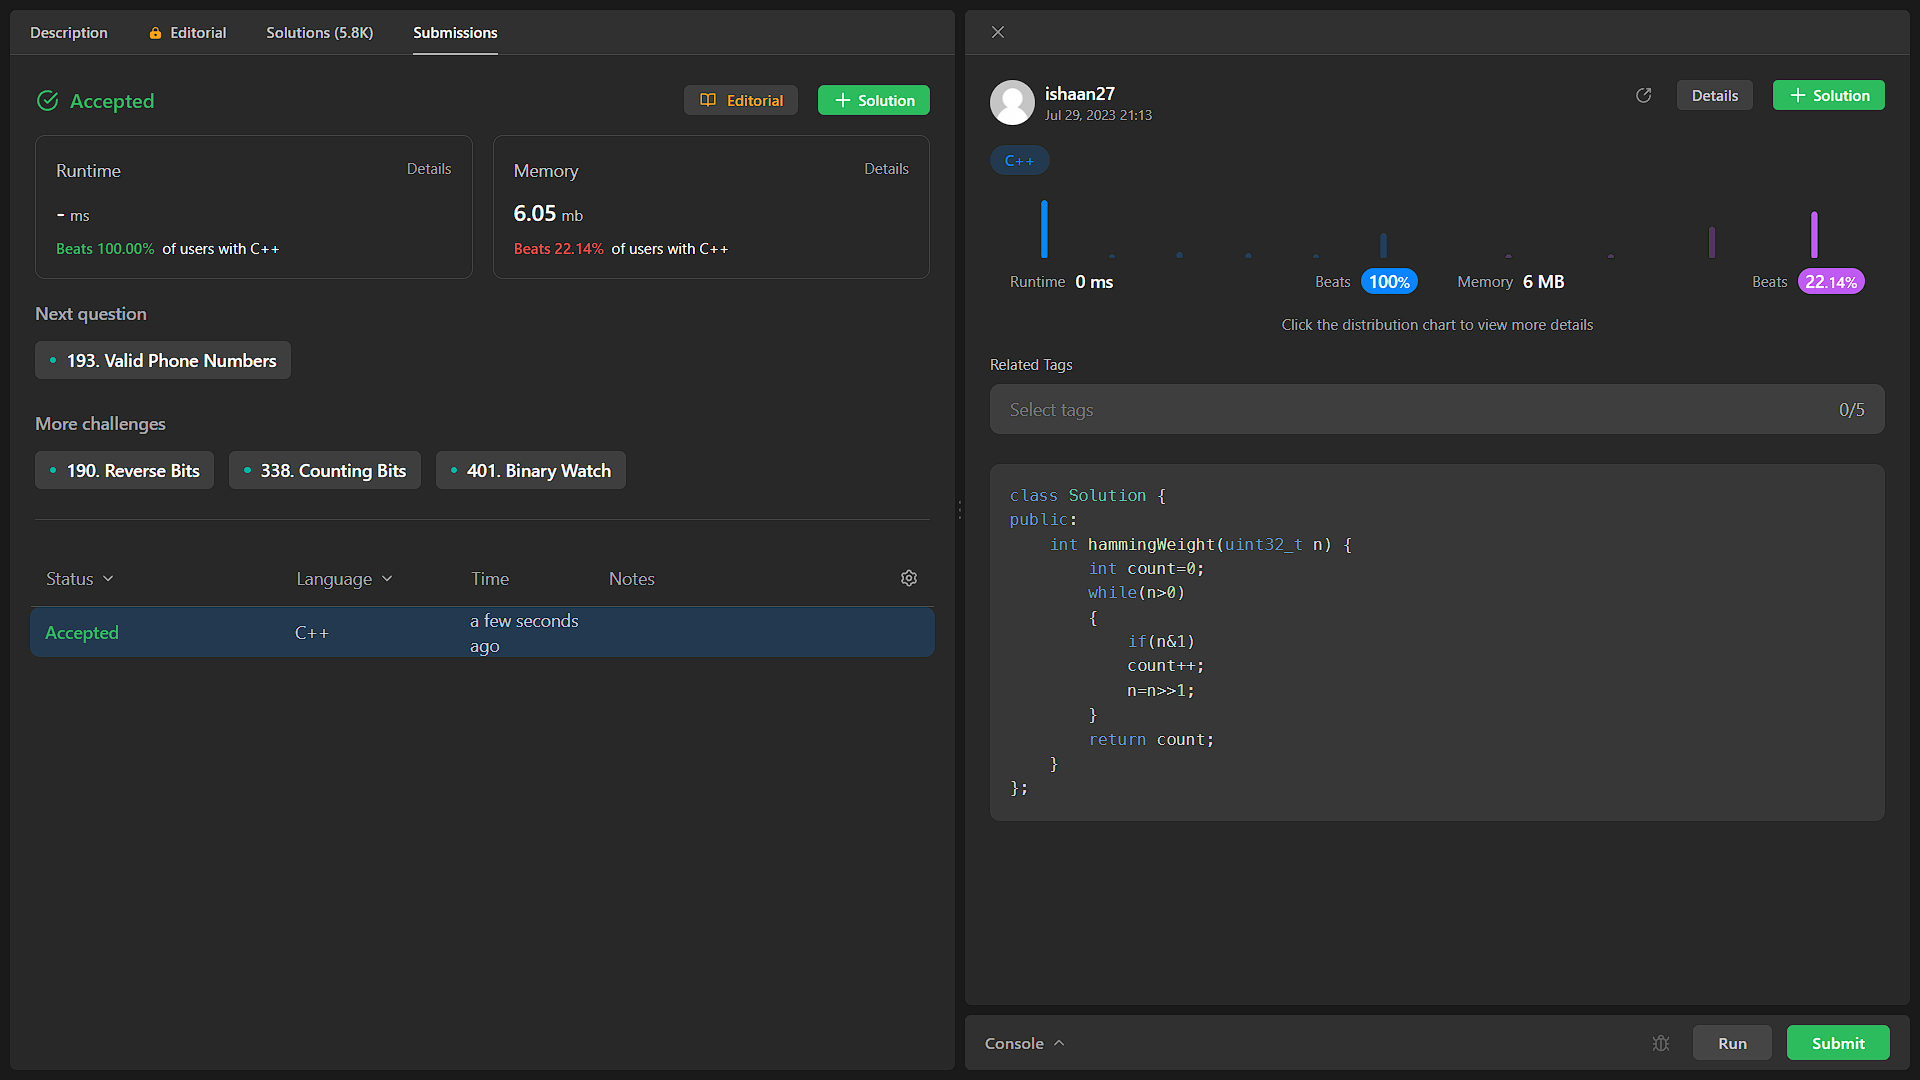 Description
Editorial
Solutions (5.8K)
Submissions
Accepted
Editorial
Solution
Runtime
Details
- ms
Beats 100.00% of users with C++
Memory
Details
6.05 mb
Beats 22.14% of users with C++
Next question
193. Valid Phone Numbers
More challenges
190. Reverse Bits
338. Counting Bits
401. Binary Watch
Status
Language
Time
Notes
Accepted
C++
a few seconds
ago
ishaan27
Jul 29, 2023 21:13
Details
Solution
C++
Runtime 0 ms
Beats 100%
Memory 6 MB
Beats 22.14%
Click the distribution chart to view more details
Related Tags
Select tags
0/5
class Solution {
public:
    int hammingWeight(uint32_t n) {
        int count=0;
        while(n>0)
        {
            if(n&1)
            count++;
            n=n>>1;
        }
        return count;
    }
};
Console
Run
Submit